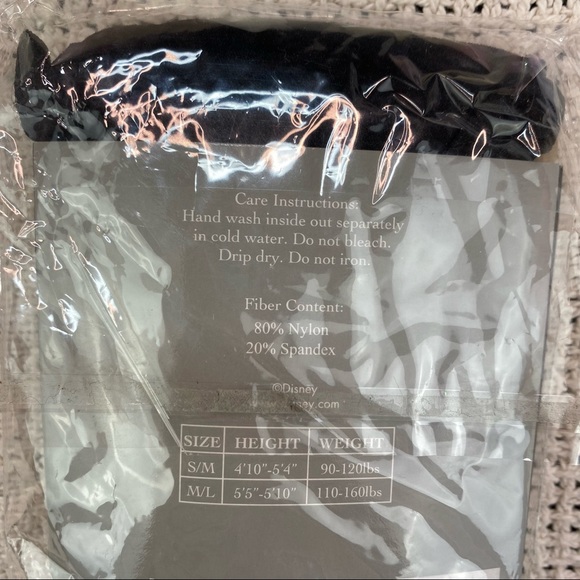 Care Instructions:
Hand wash inside out separately
in cold water. Do not bleach.
Drip dry. Do not iron.
Fiber Content:
80% Nylon
20% Spandex
©Disney
SIZE HEIGHT WEIGHT
S/M 4'10"-5'4" 90-120lbs
M/L 5'5"-5'10" 110-160lbs